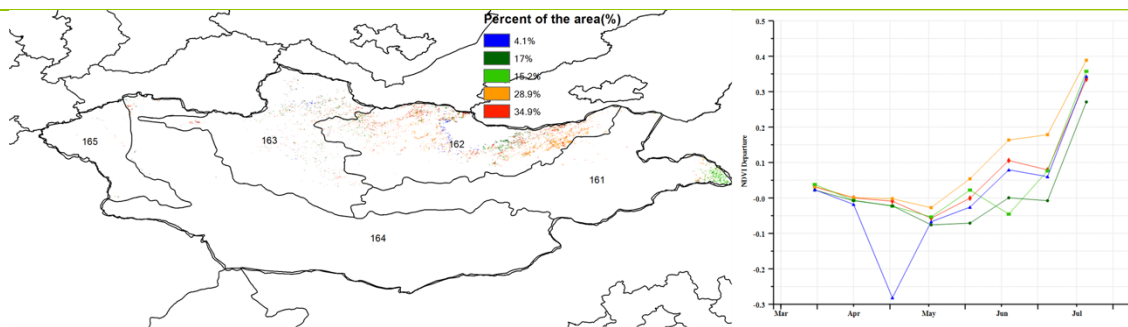 Percent of the area(%)
4.1%
17%
15.2%
28.9%
34.9%
165
163
162
161
164
NDVI Departure
0.5
0.4
0.3
0.2
0.1
-0.0
-0.1
-0.2
-0.3
Mar
Apr
May
Jun
Jul